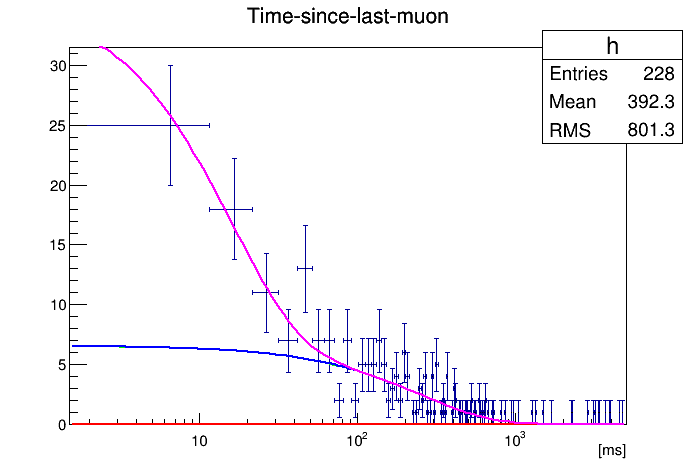 Time-since-last-muon
h
Entries 228
Mean 392.3
RMS 801.3
30
25
20
15
10
5
0
10 10² 10³
[ms]